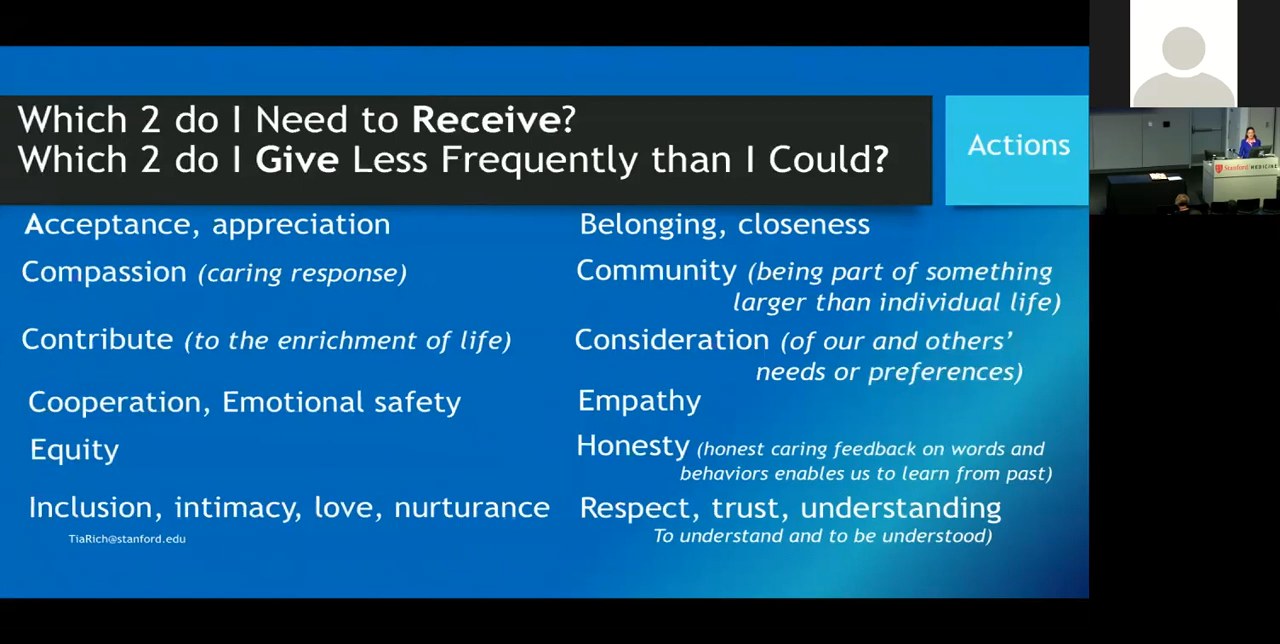 Which 2 do I Need to Receive?
Which 2 do I Give Less Frequently than I Could?
Actions
Acceptance, appreciation
Belonging, closeness
Compassion (caring response)
Community (being part of something
larger than individual life)
Contribute (to the enrichment of life)
Consideration (of our and others'
needs or preferences)
Cooperation, Emotional safety
Empathy
Equity
Honesty (honest caring feedback on words and
behaviors enables us to learn from past)
Inclusion, intimacy, love, nurturance
Respect, trust, understanding
To understand and to be understood)
TiaRich@stanford.edu
Stanford MEDICINE